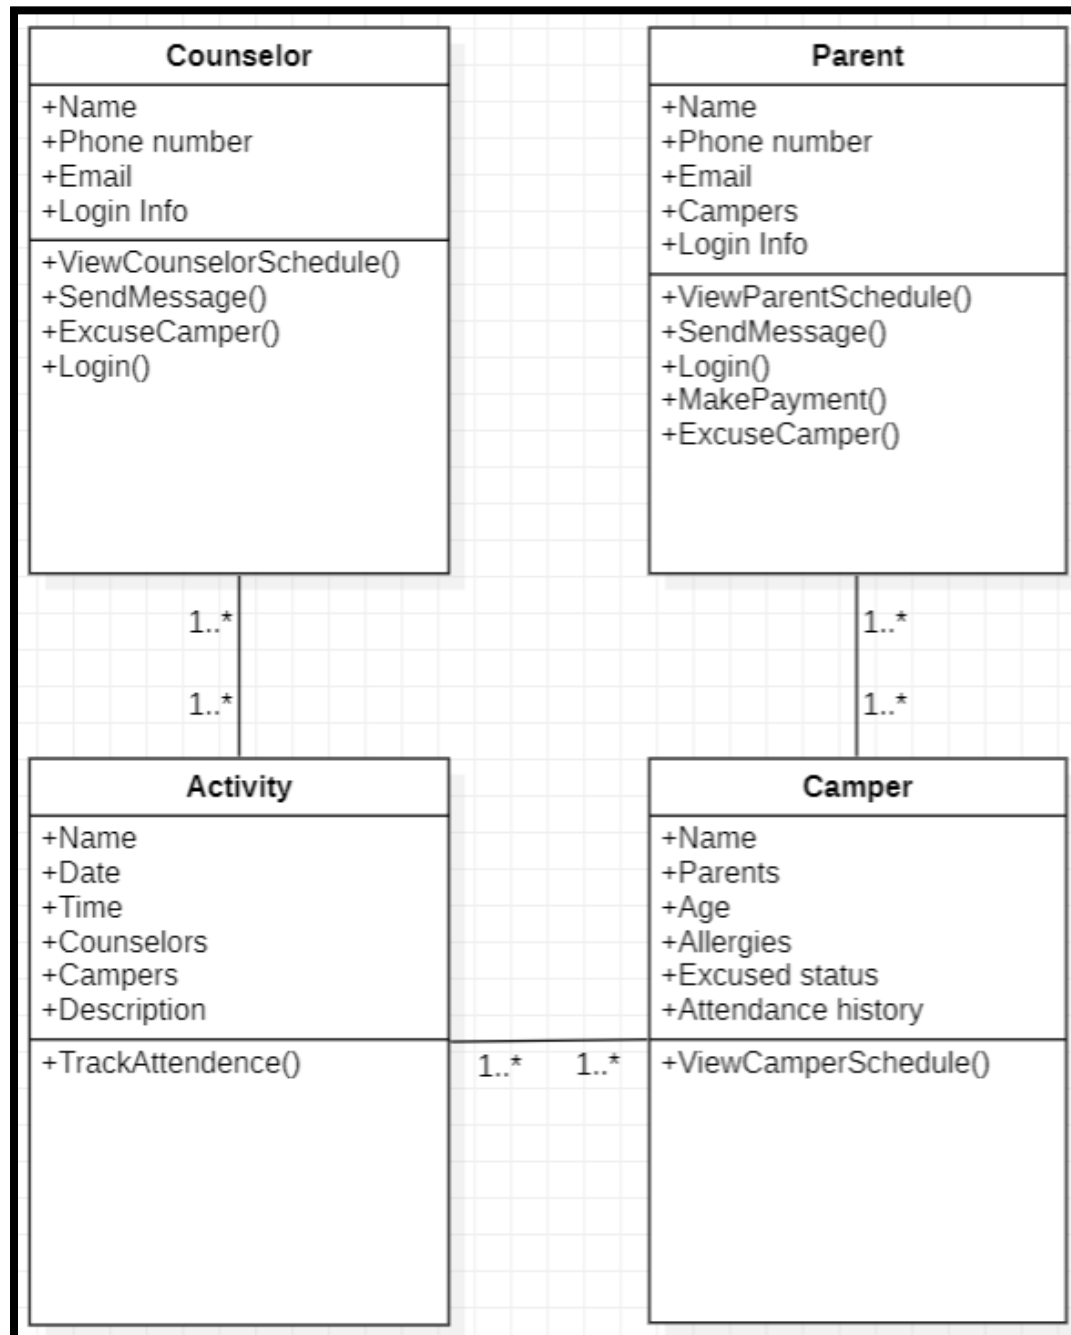 Counselor
+Name
+Phone number
+Email
+Login Info
+ViewCounselorSchedule()
+SendMessage()
+ExcuseCamper()
+Login()
Parent
+Name
+Phone number
+Email
+Campers
+Login Info
+ViewParentSchedule()
+SendMessage()
+Login()
+MakePayment()
+ExcuseCamper()
1..*
1..*
1..*
1..*
Activity
+Name
+Date
+Time
+Counselors
+Campers
+Description
+TrackAttendence()
1..*
1..*
Camper
+Name
+Parents
+Age
+Allergies
+Excused status
+Attendance history
+ViewCamperSchedule()